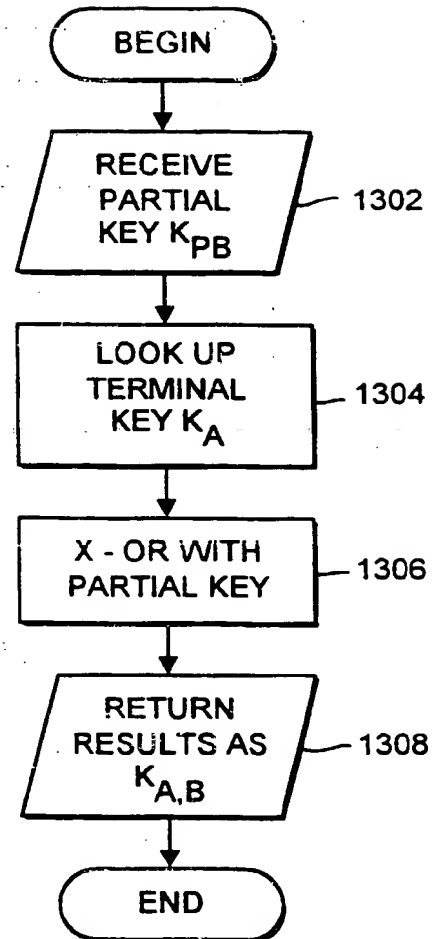 BEGIN
RECEIVE
PARTIAL
KEY K_PB
1302
LOOK UP
TERMINAL
KEY K_A
1304
X - OR WITH
PARTIAL KEY
1306
RETURN
RESULTS AS
K_A,B
1308
END